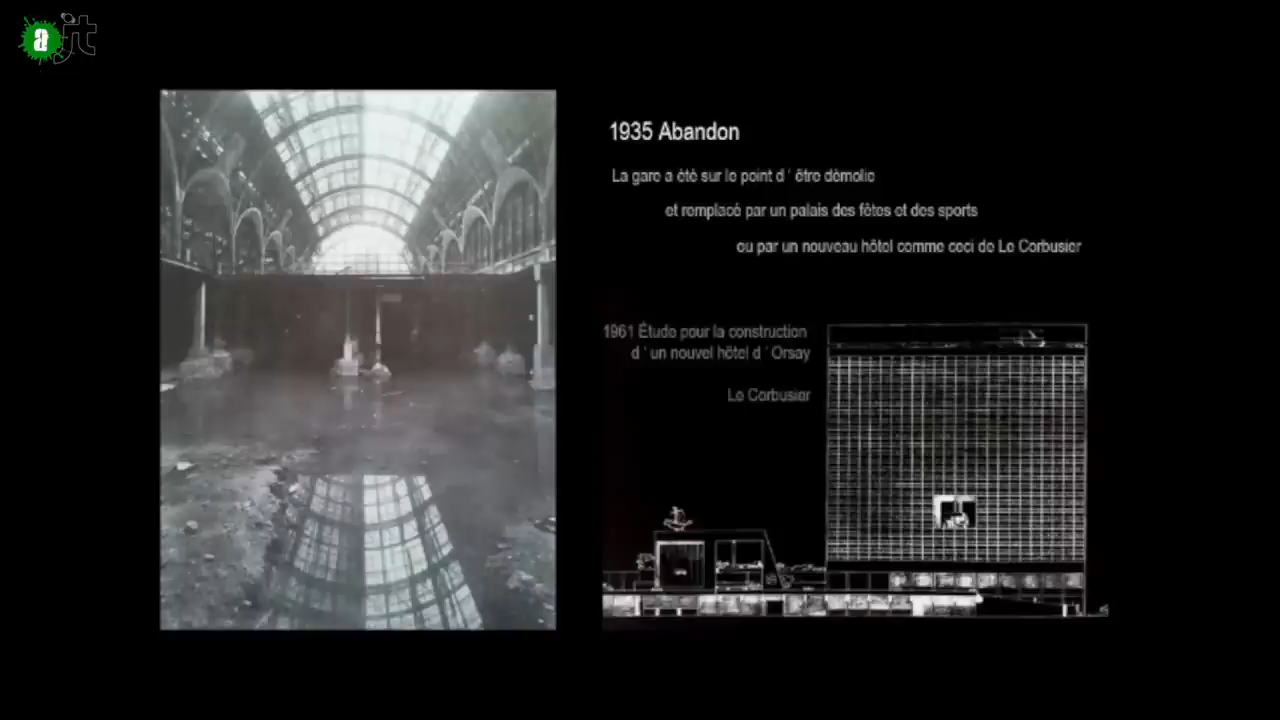 ajt
1935 Abandon
La gare a été sur le point d ' être démolie
et remplacé par un palais des fêtes et des sports
ou par un nouveau hôtel comme ceci de Le Corbusier
1961 Étude pour la construction
d ' un nouvel hôtel d ' Orsay
Le Corbusier